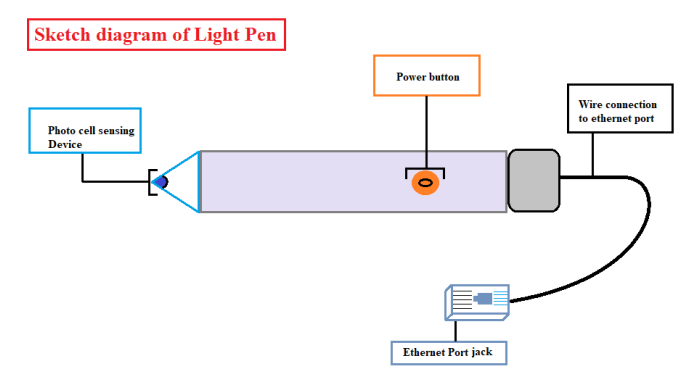 Sketch diagram of Light Pen
Power button
Wire connection
to ethernet port
Photo cell sensing
Device
Ethernet Port jack